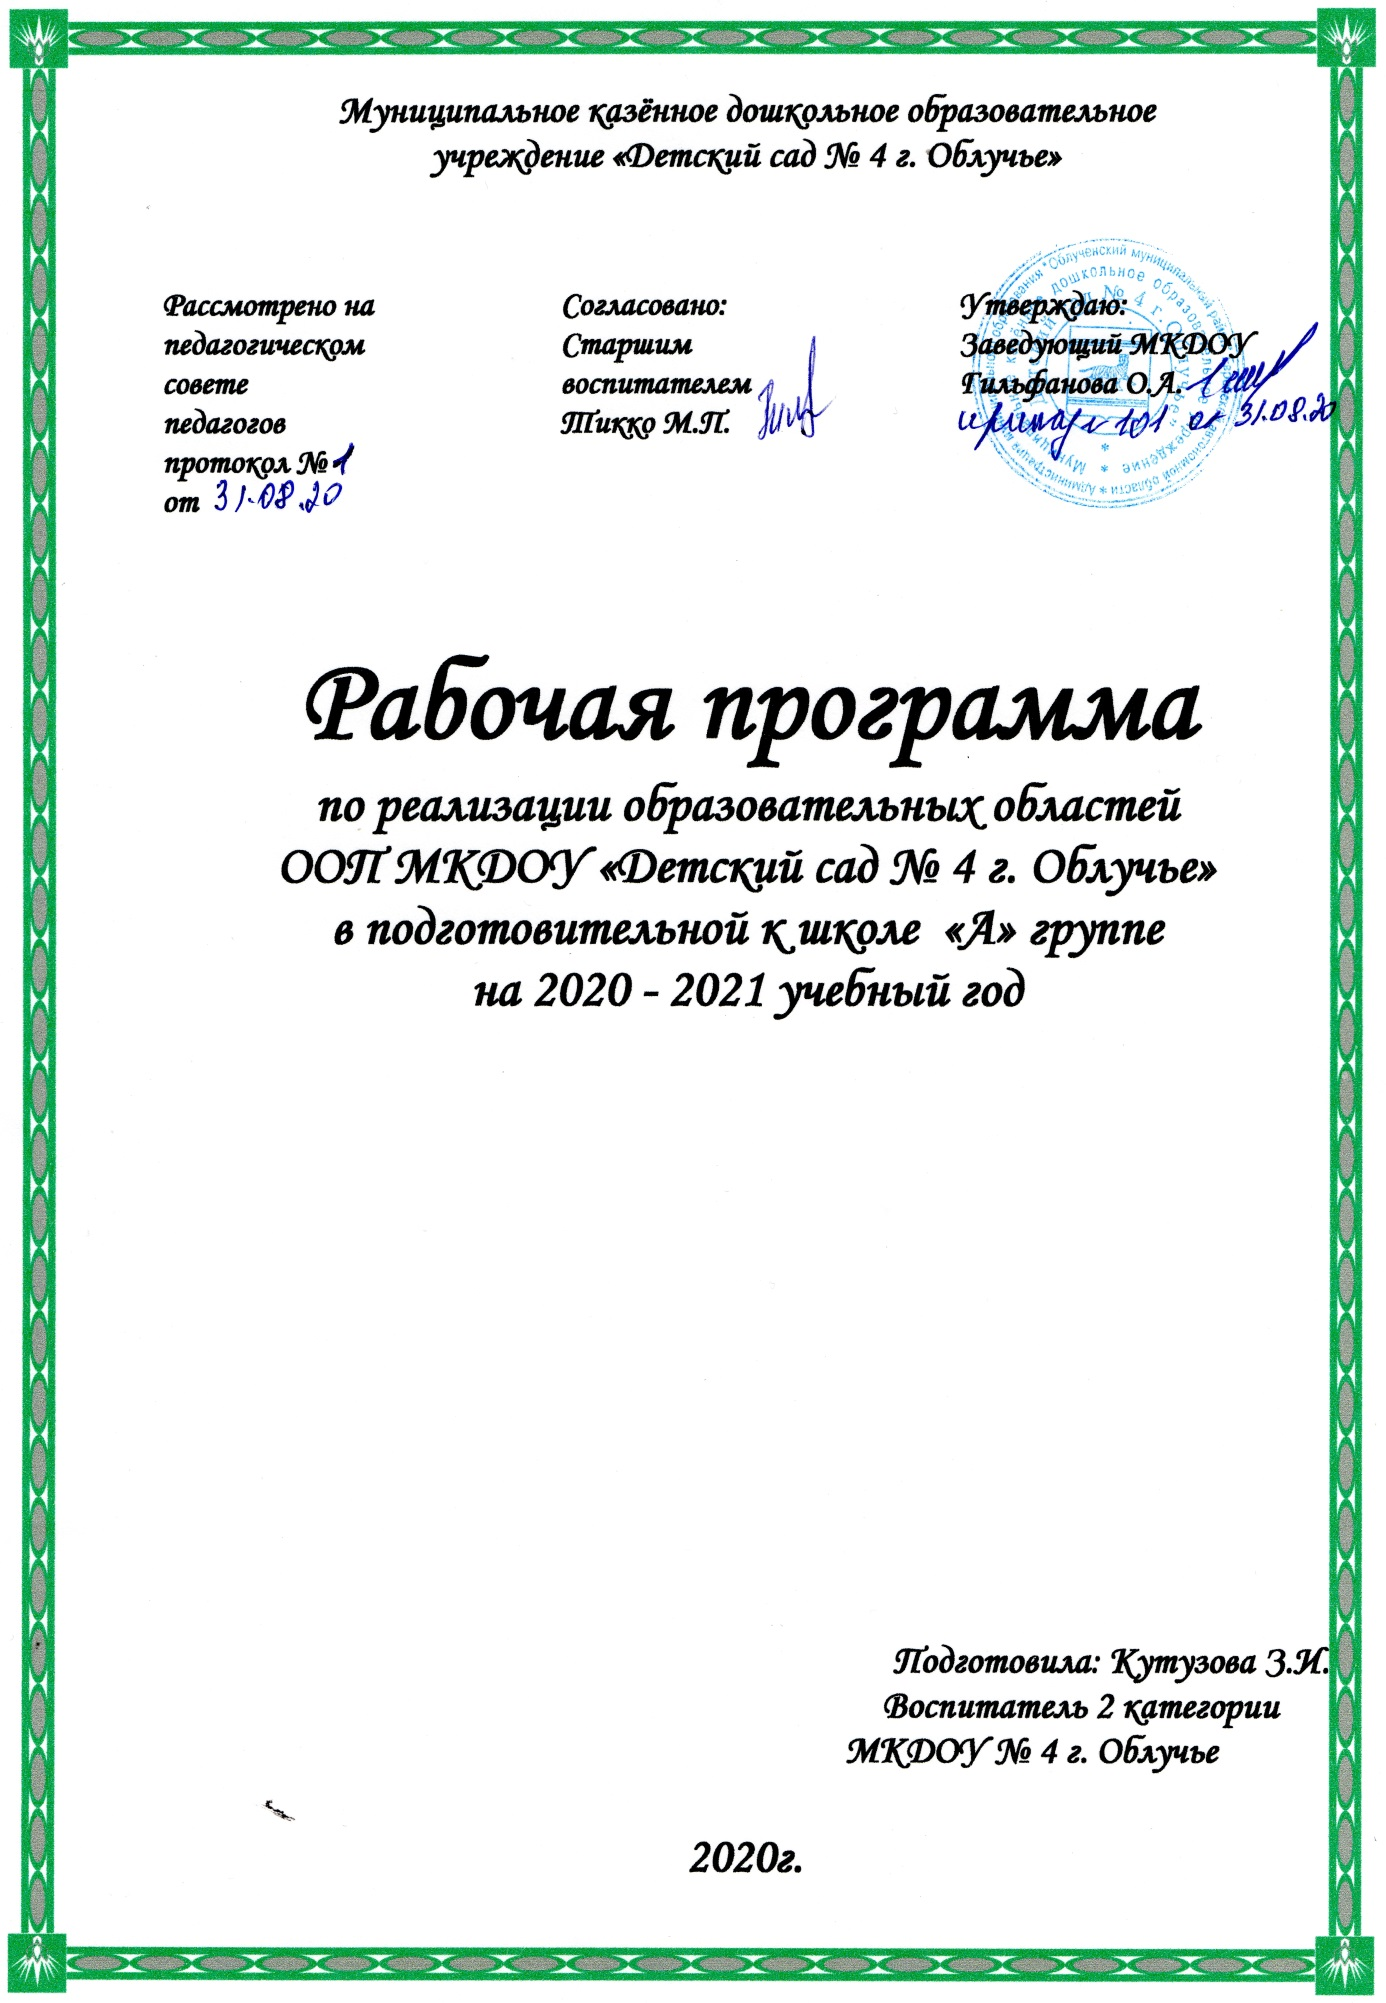 Муниципальное казённое дошкольное образовательное
учреждение «Детский сад № 4 г. Облучье»
Рассмотрено на
педагогическом
совете
педагогов
протокол № 1
от 31.08.20
Согласовано:
Старшим
воспитателем
Тикко М.П.
Утверждаю:
Заведующий МКДОУ
Гильфанова О.А.
приказ 101 от 31.08.20
Рабочая программа
по реализации образовательных областей
ООП МКДОУ «Детский сад № 4 г. Облучье»
в подготовительной к школе «А» группе
на 2020 - 2021 учебный год
Подготовила: Кутузова З.И.
Воспитатель 2 категории
МКДОУ № 4 г. Облучье
2020г.